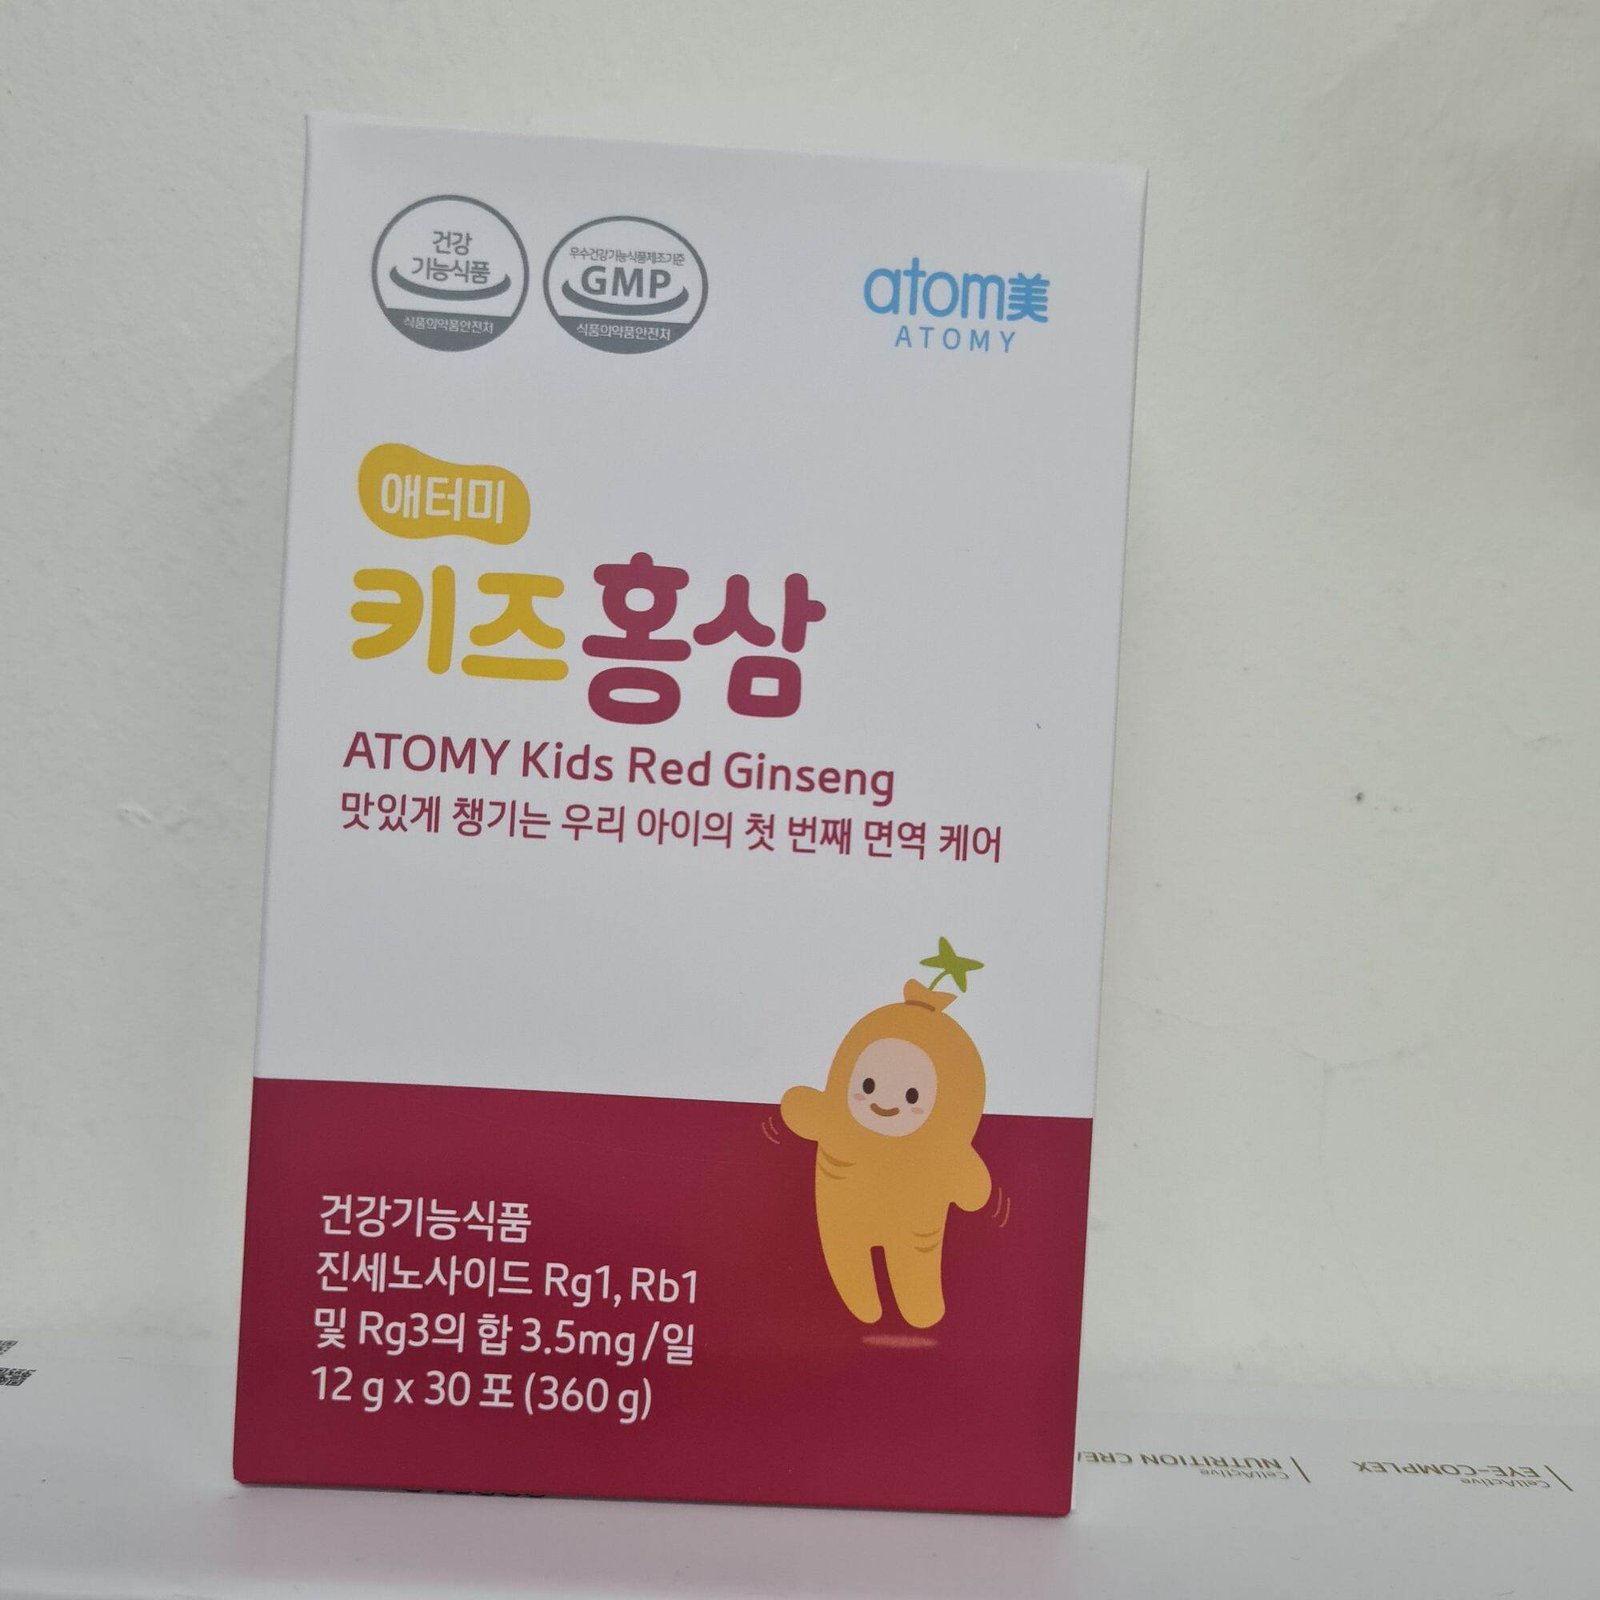 건강
기능식품
식품의약품안전처
우수건강기능식품제조기준
GMP
식품의약품안전처
atom美
ATOMY
애터미
키즈홍삼
ATOMY Kids Red Ginseng
맛있게 챙기는 우리 아이의 첫 번째 면역 케어
건강기능식품
진세노사이드 Rg1, Rb1
및 Rg3의 합 3.5mg/일
12 g x 30 포 (360 g)
CellActive
NUTRITION
CellActive
EYE-COMPLEX